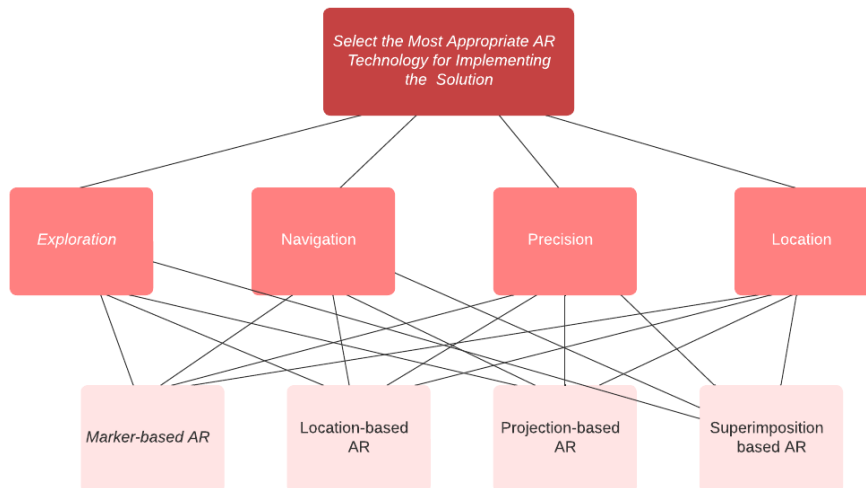 Select the Most Appropriate AR
Technology for Implementing
the Solution
Exploration
Navigation
Precision
Location
Marker-based AR
Location-based
AR
Projection-based
AR
Superimposition
based AR